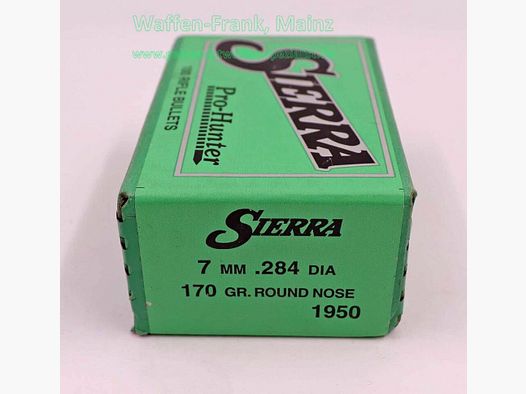 Waffen-Frank, Mainz
SIERRA
Pro-Hunter
100 RIFLE BULLETS
SIERRA
7 MM .284 DIA
170 GR. ROUND NOSE
1950